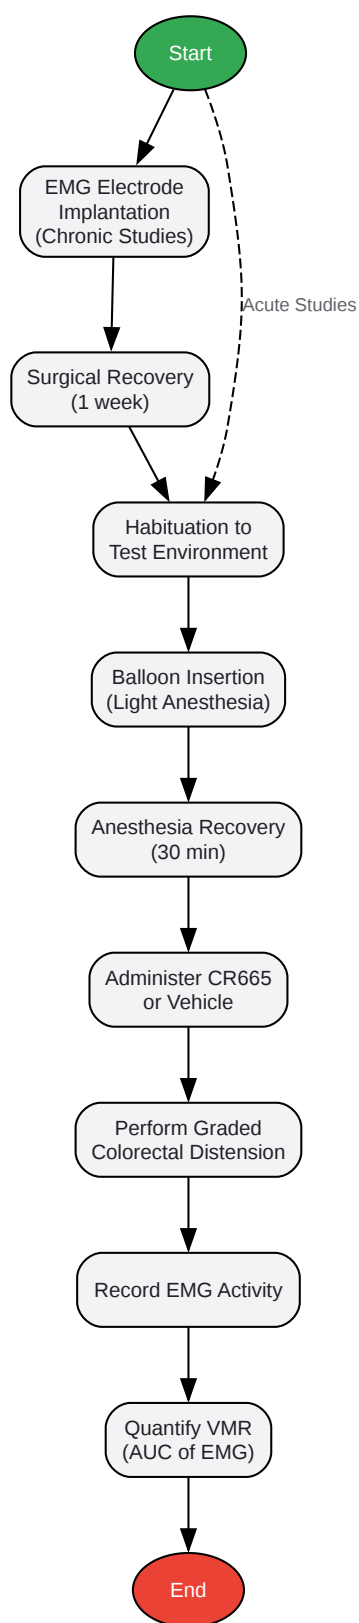 Start
EMG Electrode
Implantation
(Chronic Studies)
Acute Studies
Surgical Recovery
(1 week)
Habituation to
Test Environment
Balloon Insertion
(Light Anesthesia)
Anesthesia Recovery
(30 min)
Administer CR665
or Vehicle
Perform Graded
Colorectal Distension
Record EMG Activity
Quantify VMR
(AUC of EMG)
End